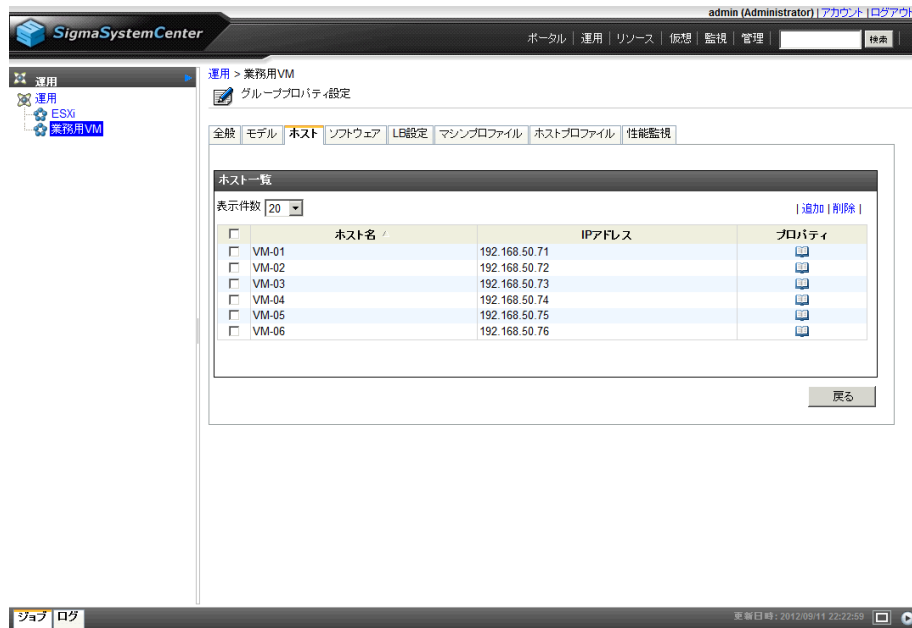 admin (Administrator) | アカウント | ログアウト
SigmaSystemCenter
ポータル | 運用 | リソース | 仮想 | 監視 | 管理 | 検索
運用
運用
ESXi
業務用VM
運用 > 業務用VM
グループプロパティ設定
全般 モデル ホスト ソフトウェア LB設定 マシンプロファイル ホストプロファイル 性能監視
ホスト一覧
表示件数 20 | 追加 | 削除 |
ホスト名 IPアドレス プロパティ
VM-01 192.168.50.71
VM-02 192.168.50.72
VM-03 192.168.50.73
VM-04 192.168.50.74
VM-05 192.168.50.75
VM-06 192.168.50.76
戻る
ジョブ ログ 更新日時 : 2012/09/11 22:22:59